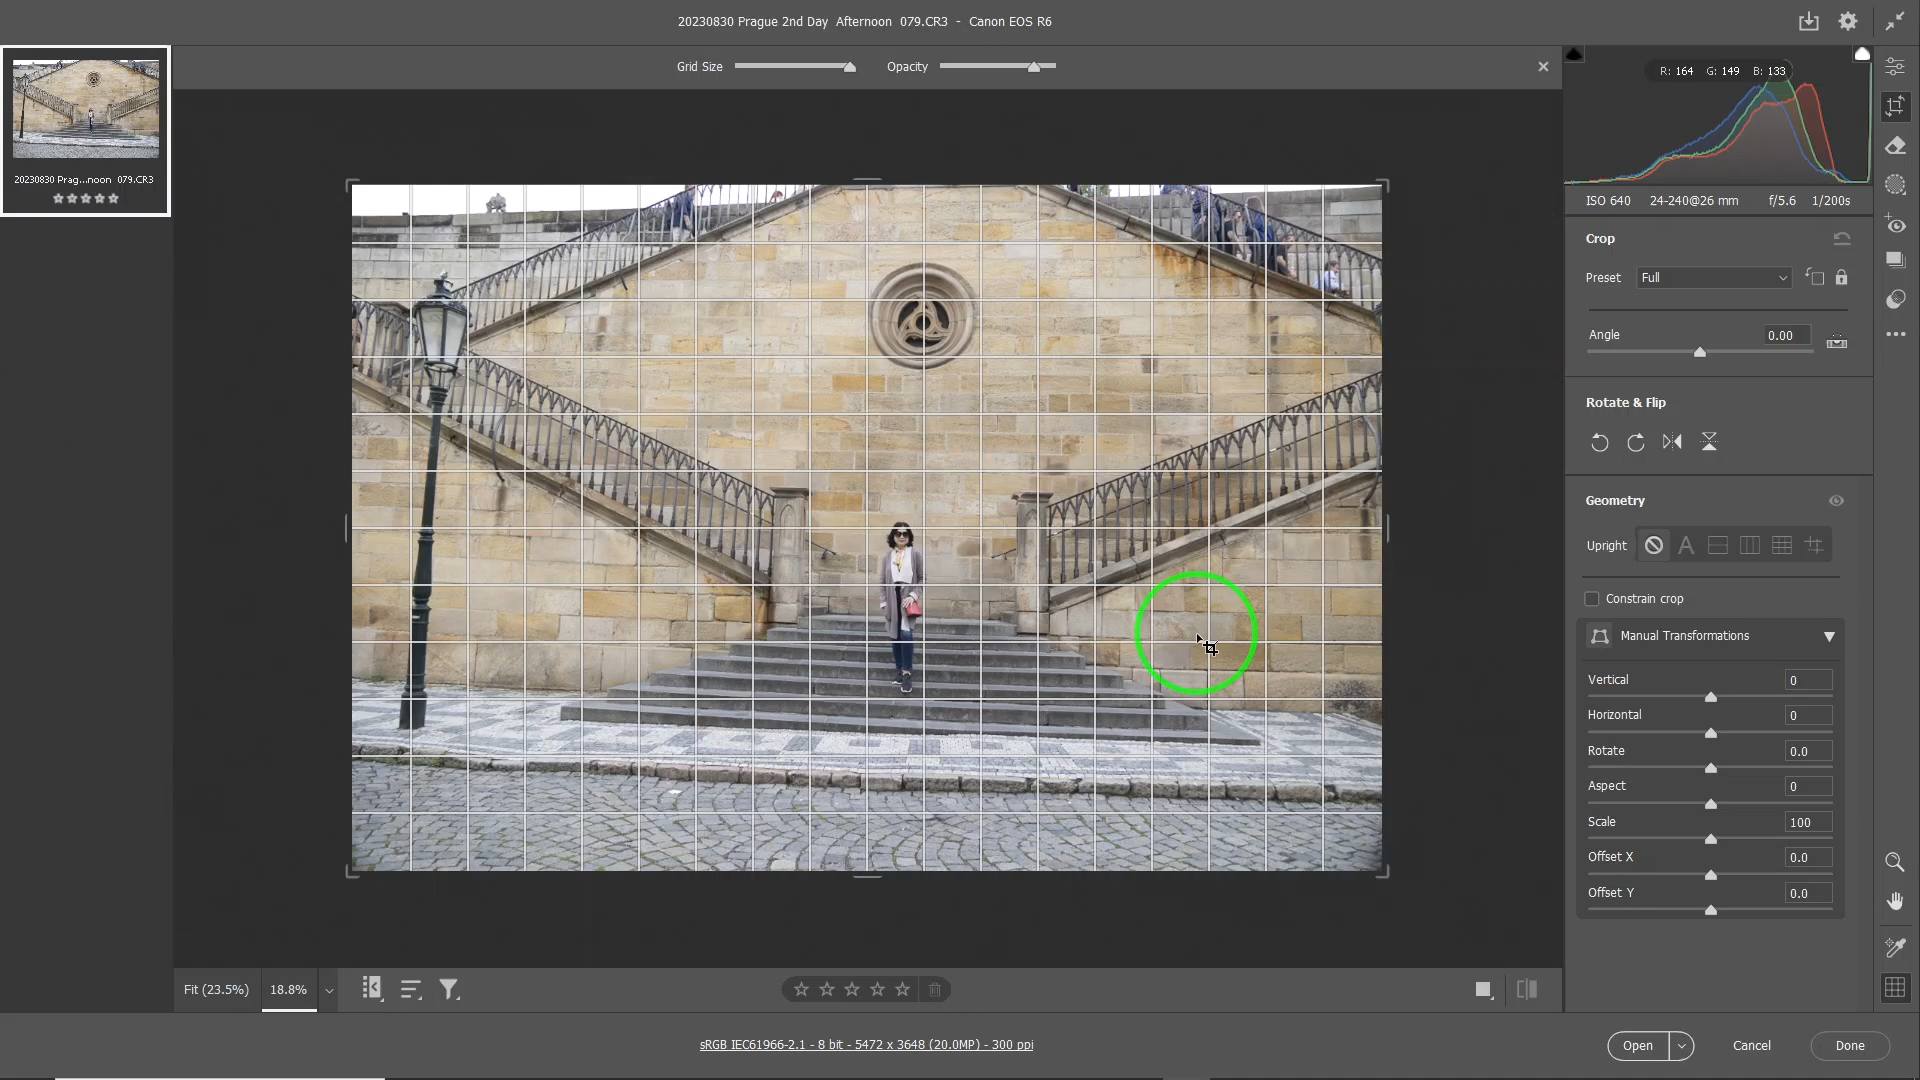 20230830 Prague 2nd Day  Afternoon  079.CR3  -  Canon EOS R6
Grid Size
Opacity
R: 164  G: 149  B: 133
20230830 Prag...noon  079.CR3
ISO 640  24-240@26 mm  f/5.6  1/200s
Crop
Preset  Full
Angle  0.00
Rotate & Flip
Geometry
Upright  A
Constrain crop
Manual Transformations
Vertical  0
Horizontal  0
Rotate  0.0
Aspect  0
Scale  100
Offset X  0.0
Offset Y  0.0
Fit (23.5%)  18.8%
sRGB IEC61966-2.1 - 8 bit - 5472 x 3648 (20.0MP) - 300 ppi
Open  Cancel  Done